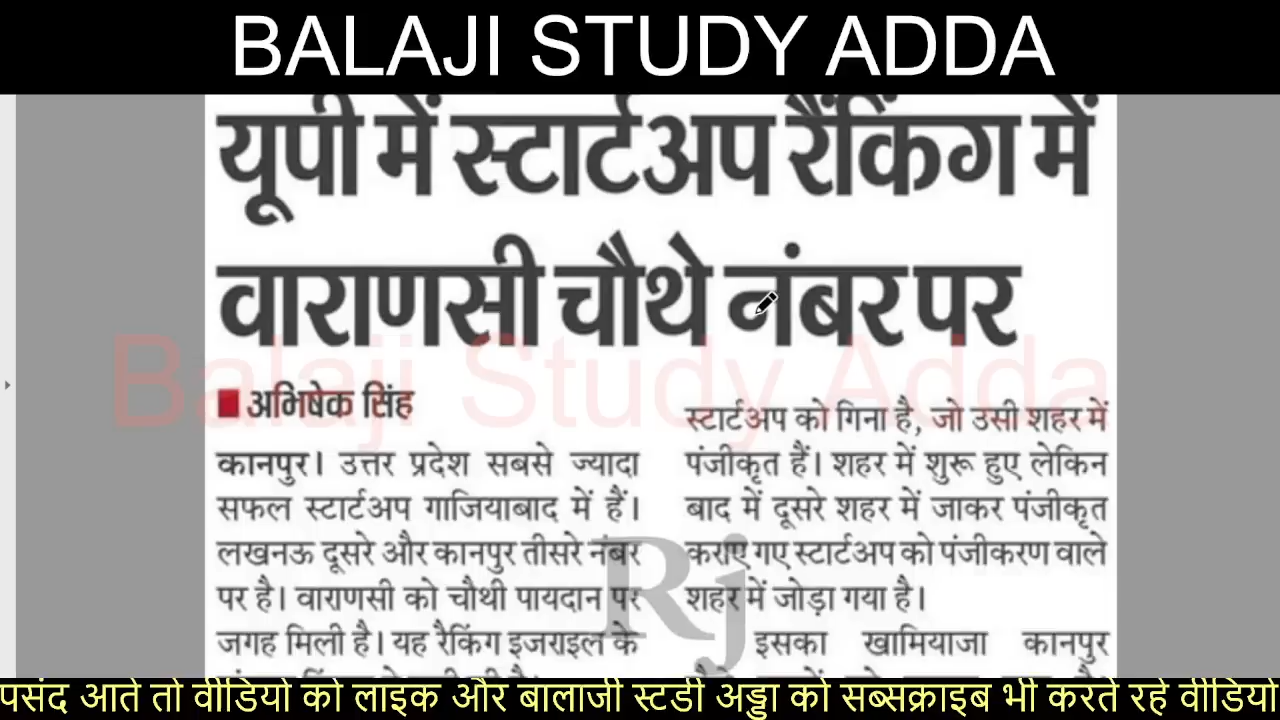 BALAJI STUDY ADDA
यूपी में स्टार्टअप रैंकिंग में
वाराणसी चौथे नंबर पर
Balaji Study Adda
अभिषेक सिंह
कानपुर। उत्तर प्रदेश सबसे ज्यादा
सफल स्टार्टअप गाजियाबाद में हैं।
लखनऊ दूसरे और कानपुर तीसरे नंबर
पर है। वाराणसी को चौथी पायदान पर
जगह मिली है। यह रैकिंग इजराइल के
स्टार्टअप को गिना है, जो उसी शहर में
पंजीकृत हैं। शहर में शुरू हुए लेकिन
बाद में दूसरे शहर में जाकर पंजीकृत
कराए गए स्टार्टअप को पंजीकरण वाले
शहर में जोड़ा गया है।
इसका खामियाजा कानपुर
Rj
पसंद आते तो वीडियो को लाइक और बालाजी स्टडी अड्डा को सब्सक्राइब भी करते रहे वीडियो